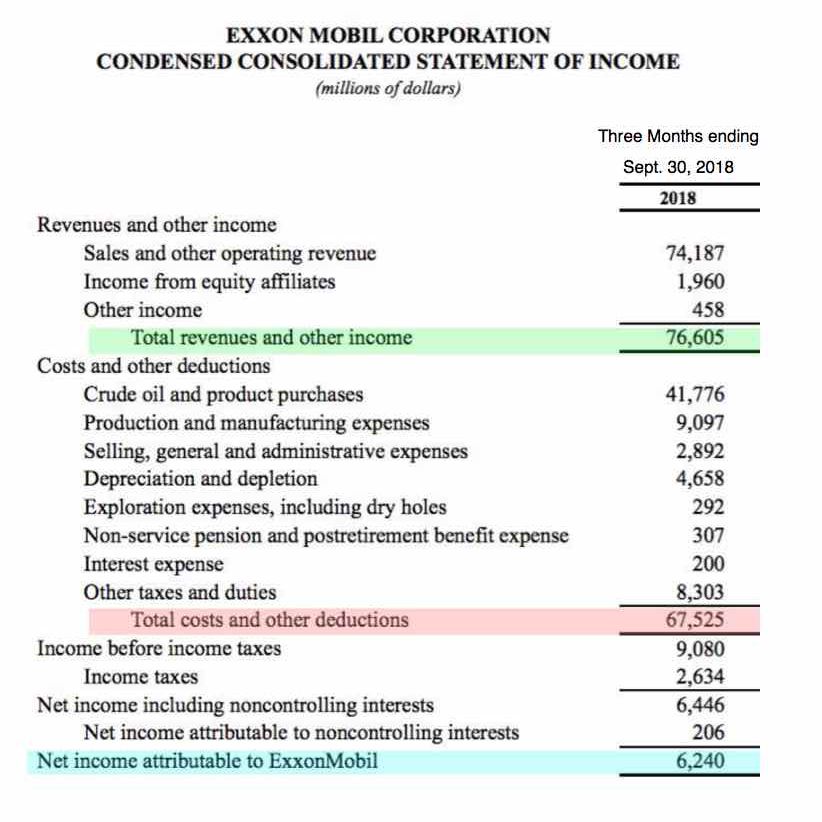 EXXON MOBIL CORPORATION
CONDENSED CONSOLIDATED STATEMENT OF INCOME
(millions of dollars)
Three Months ending
Sept. 30, 2018
2018
Revenues and other income
Sales and other operating revenue 74,187
Income from equity affiliates 1,960
Other income 458
Total revenues and other income 76,605
Costs and other deductions
Crude oil and product purchases 41,776
Production and manufacturing expenses 9,097
Selling, general and administrative expenses 2,892
Depreciation and depletion 4,658
Exploration expenses, including dry holes 292
Non-service pension and postretirement benefit expense 307
Interest expense 200
Other taxes and duties 8,303
Total costs and other deductions 67,525
Income before income taxes 9,080
Income taxes 2,634
Net income including noncontrolling interests 6,446
Net income attributable to noncontrolling interests 206
Net income attributable to ExxonMobil 6,240